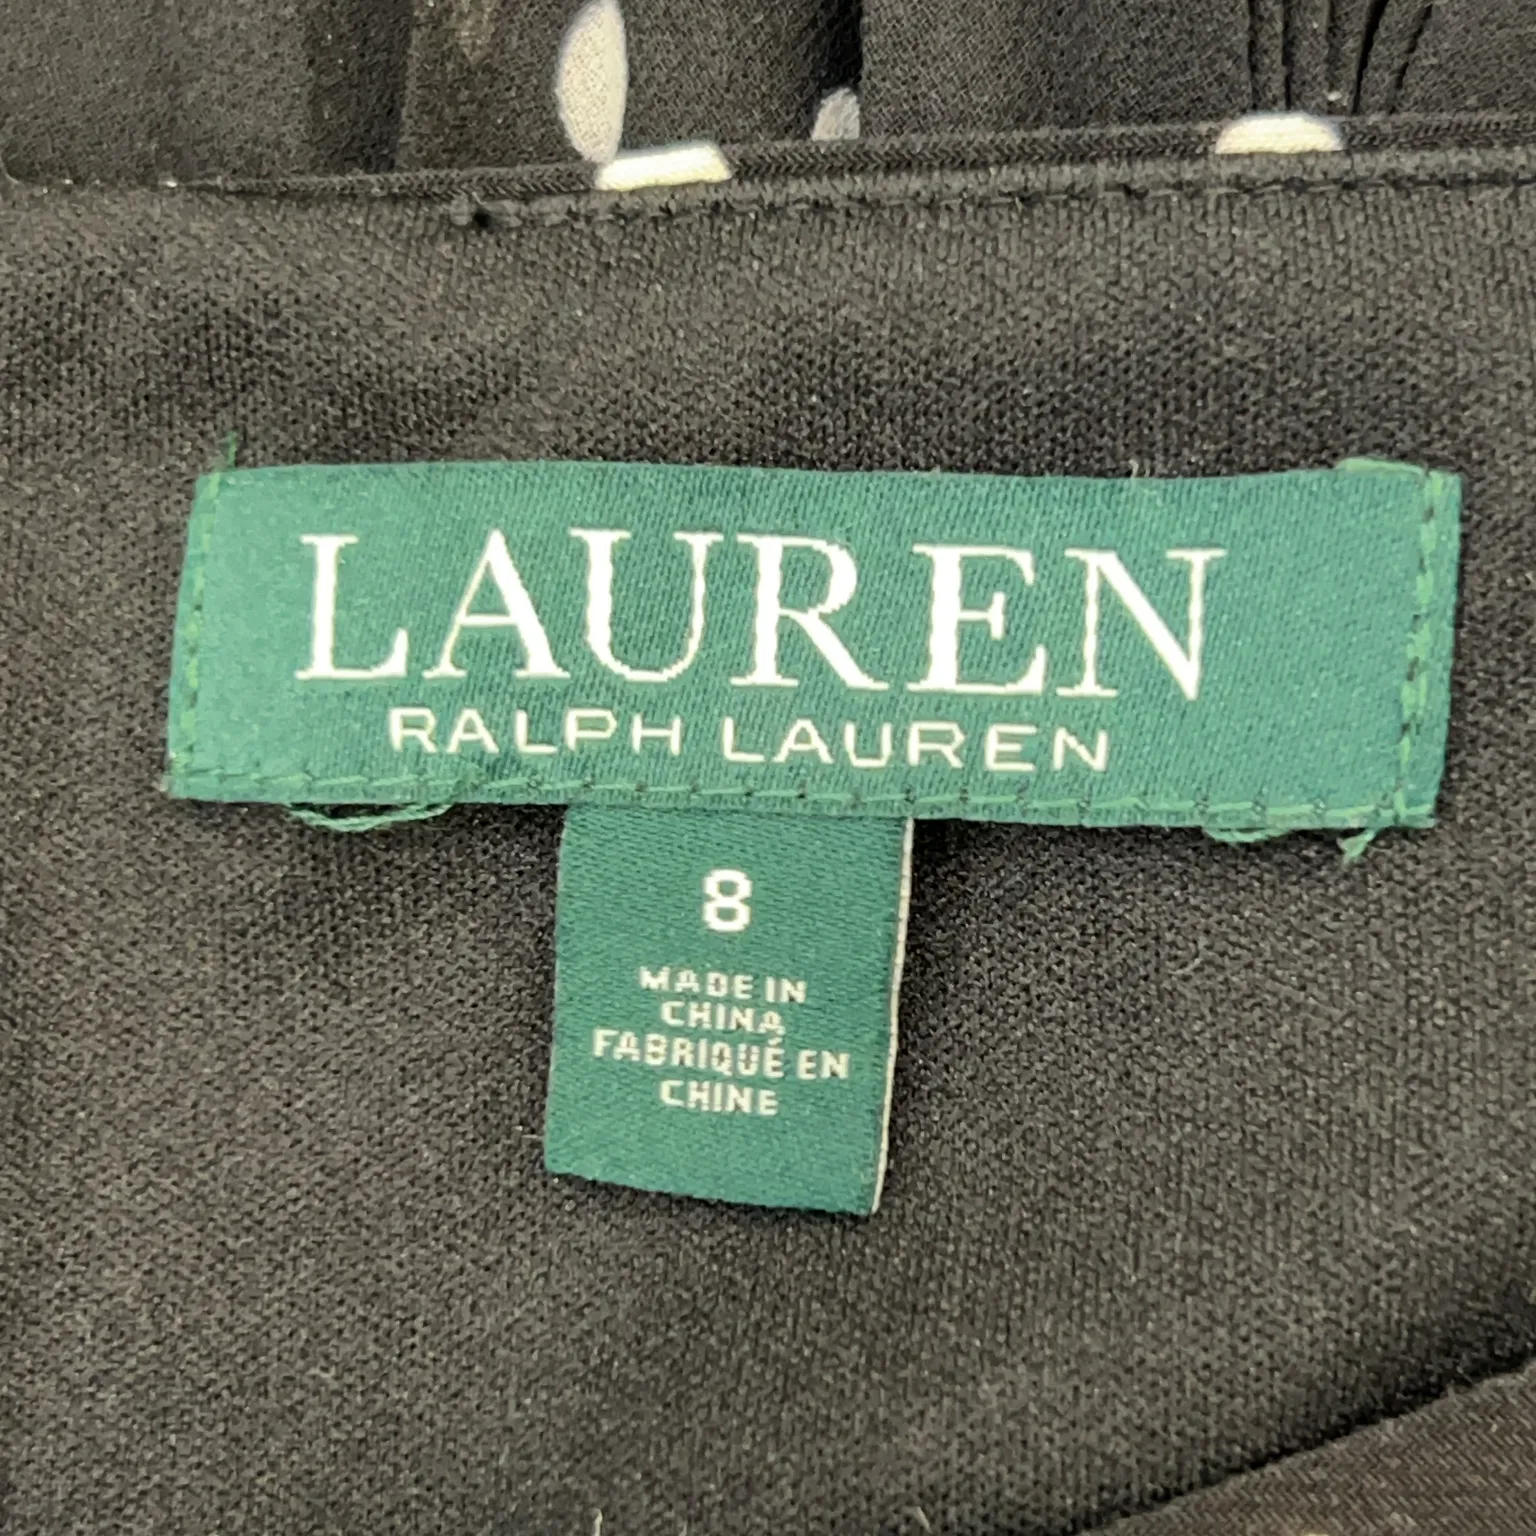 LAUREN
RALPH LAUREN
8
MADE IN
CHINA
FABRIQUÉ EN
CHINE